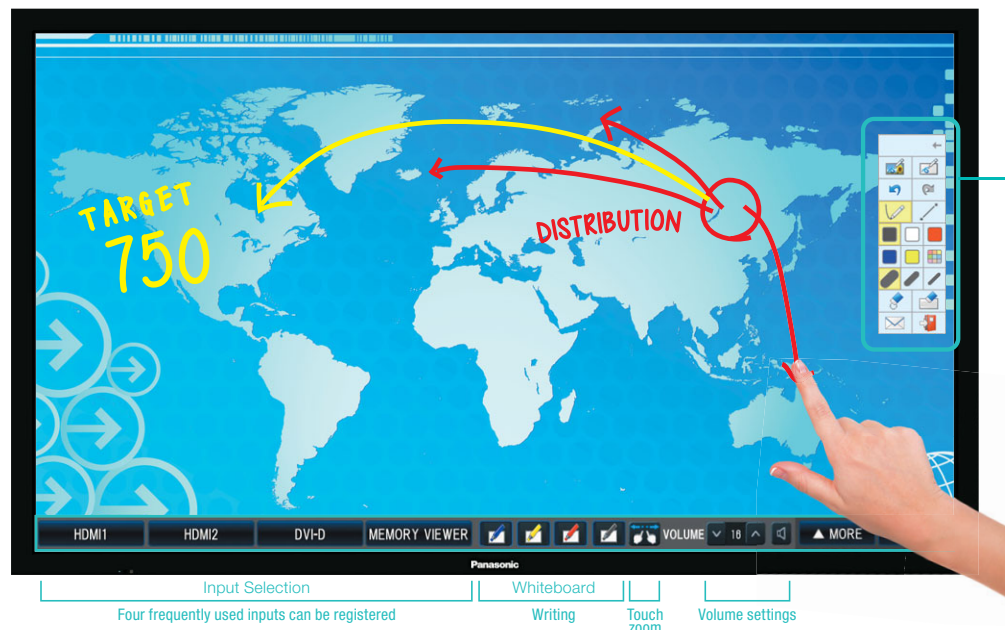 TARGET
750
DISTRIBUTION
HDMI1 HDMI2 DVI-D MEMORY VIEWER VOLUME 16 MORE
Panasonic
Input Selection Whiteboard
Four frequently used inputs can be registered Writing Touch Volume settings
zoom